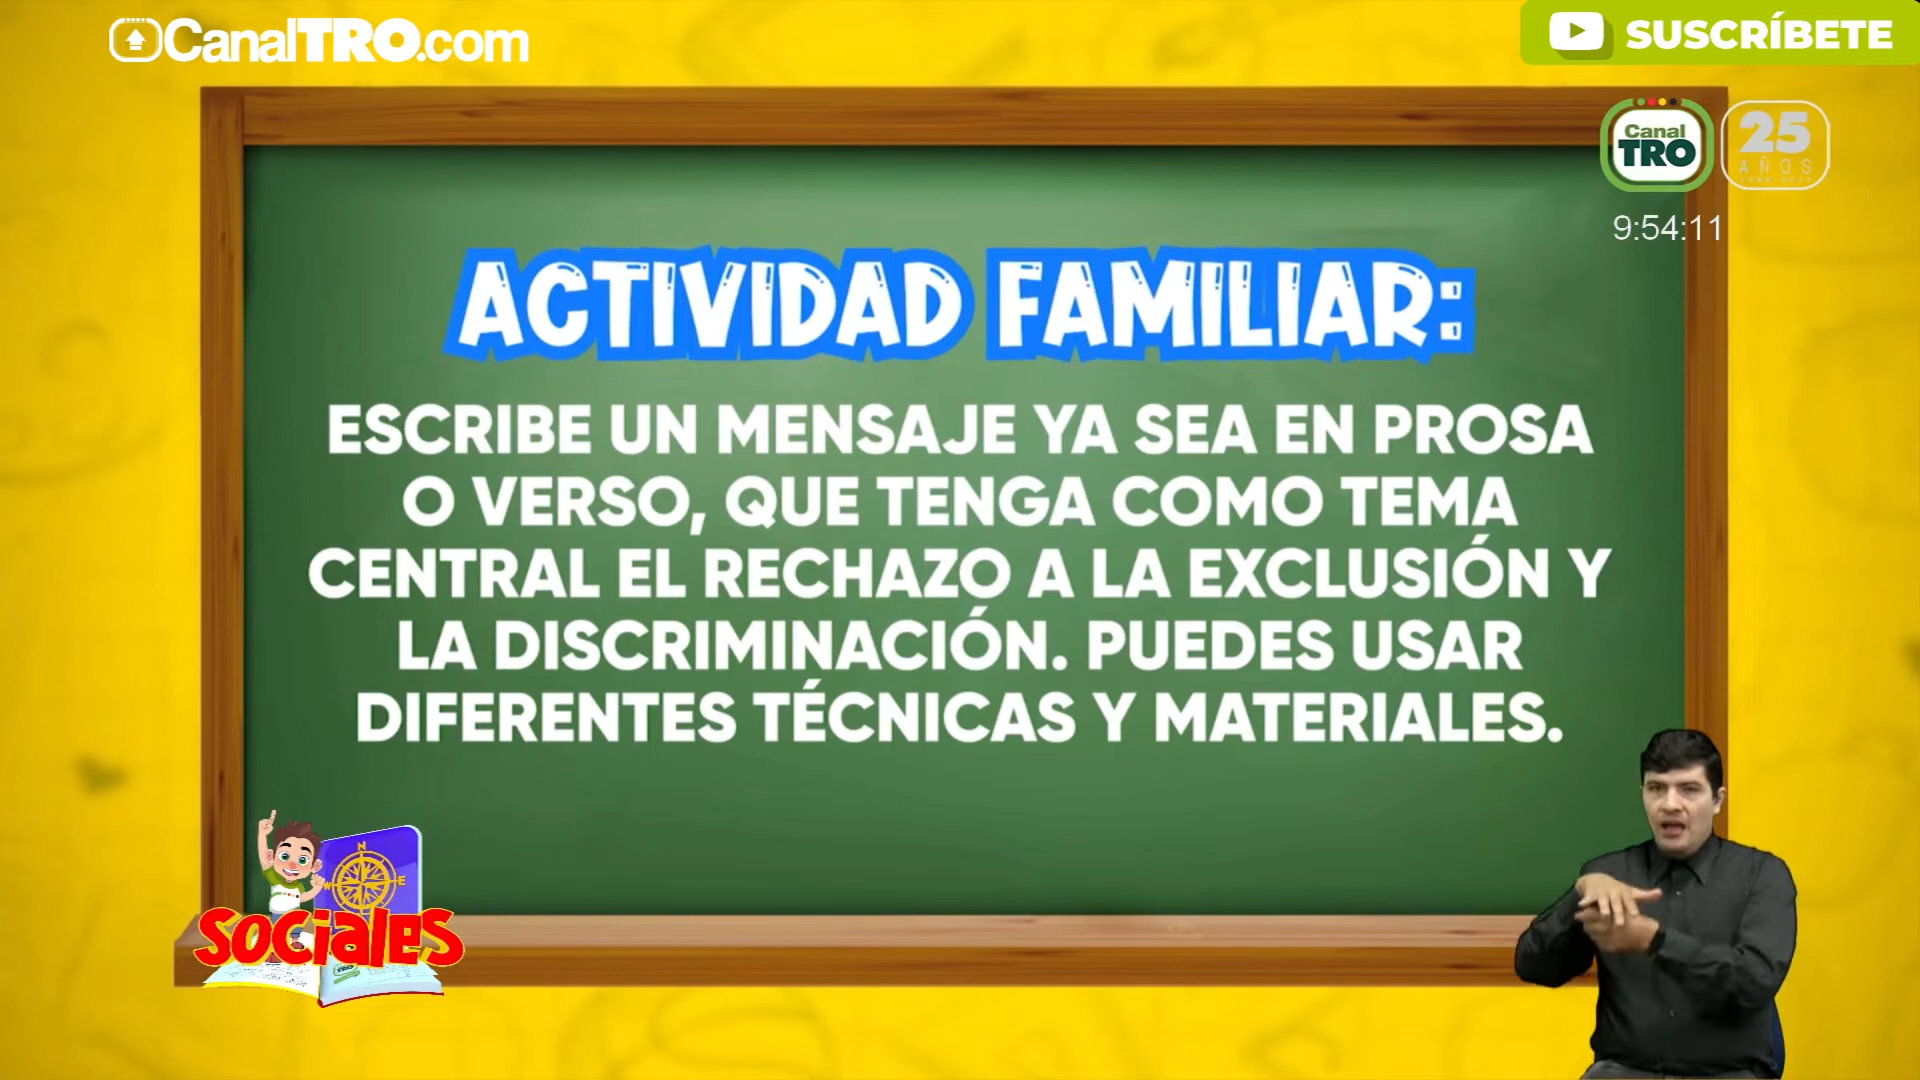 CanalTRO.com
SUSCRÍBETE
Canal
TRO
25
AÑOS
9:54:11
ACTIVIDAD FAMILIAR:
ESCRIBE UN MENSAJE YA SEA EN PROSA
O VERSO, QUE TENGA COMO TEMA
CENTRAL EL RECHAZO A LA EXCLUSIÓN Y
LA DISCRIMINACIÓN. PUEDES USAR
DIFERENTES TÉCNICAS Y MATERIALES.
N
W
E
SOCIALES
TRO